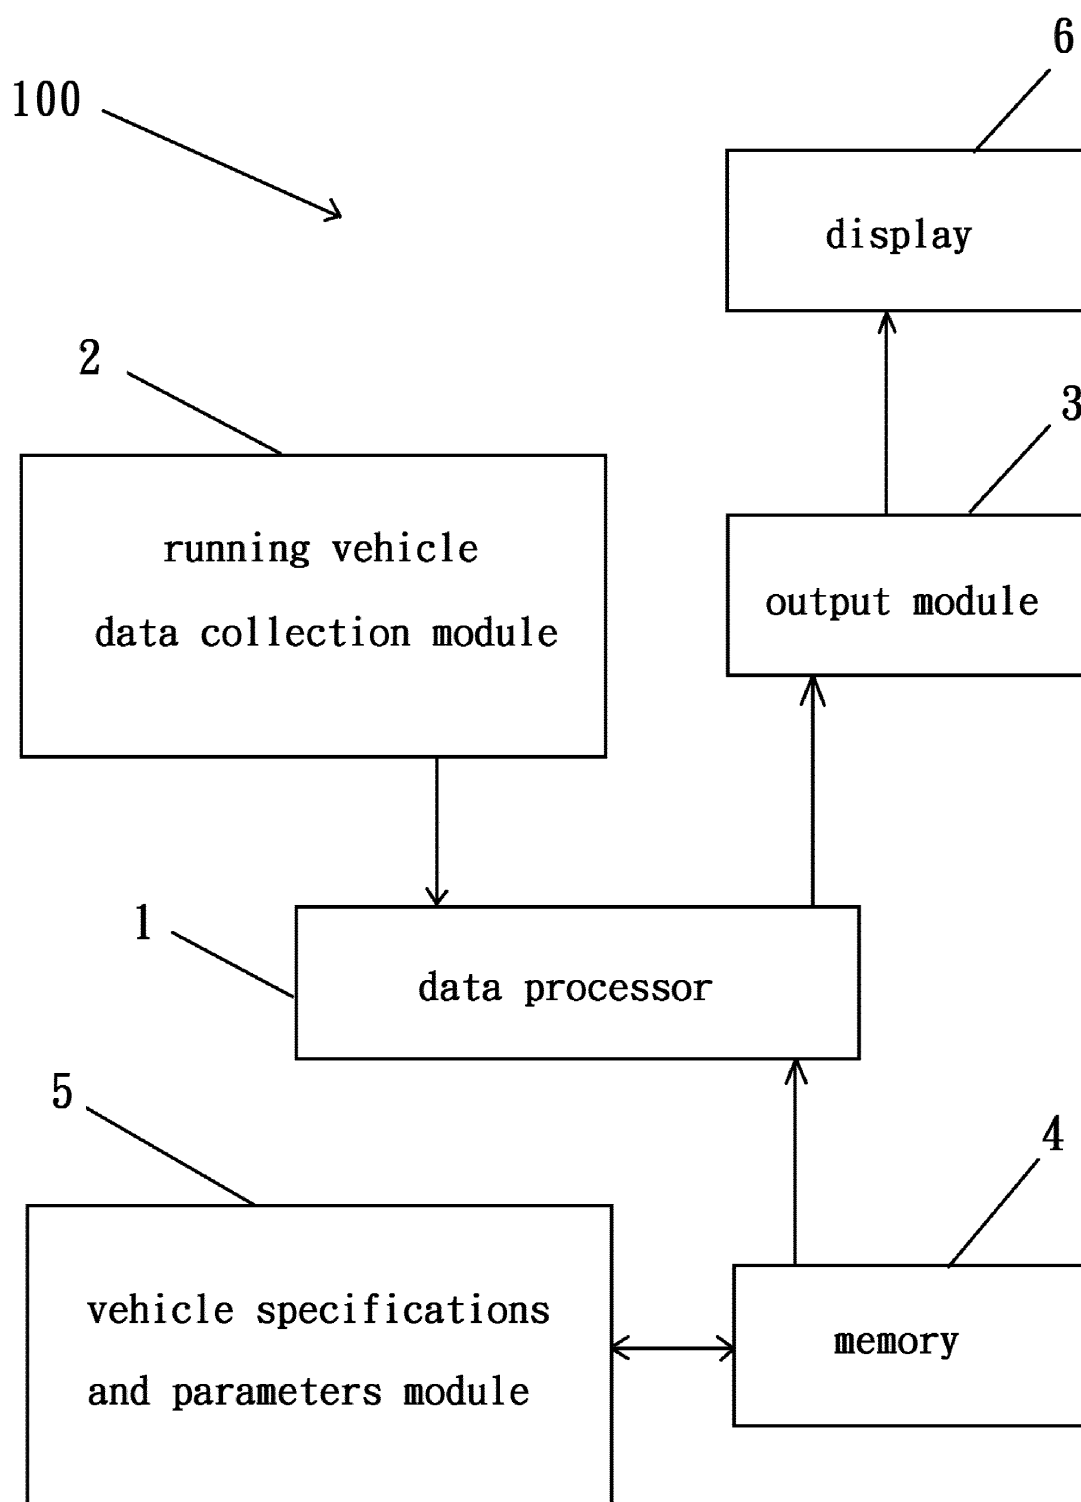 6
100
display
2
3
running vehicle
data collection module
output module
1
data processor
5
4
vehicle specifications
and parameters module
memory